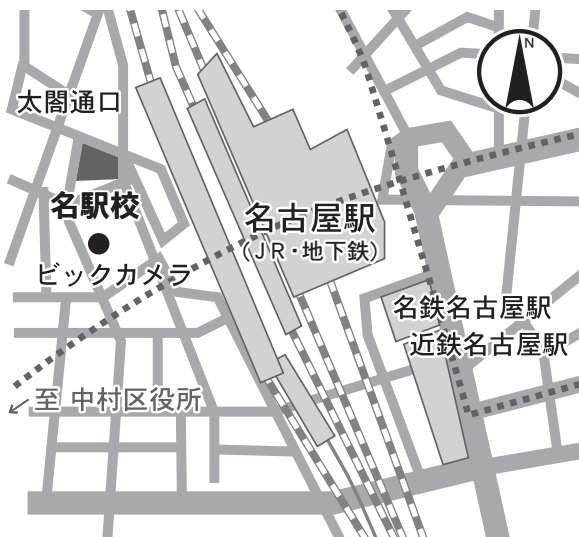 N
太閤通口
名駅校
名古屋駅
(JR・地下鉄)
ビックカメラ
名鉄名古屋駅
近鉄名古屋駅
至 中村区役所